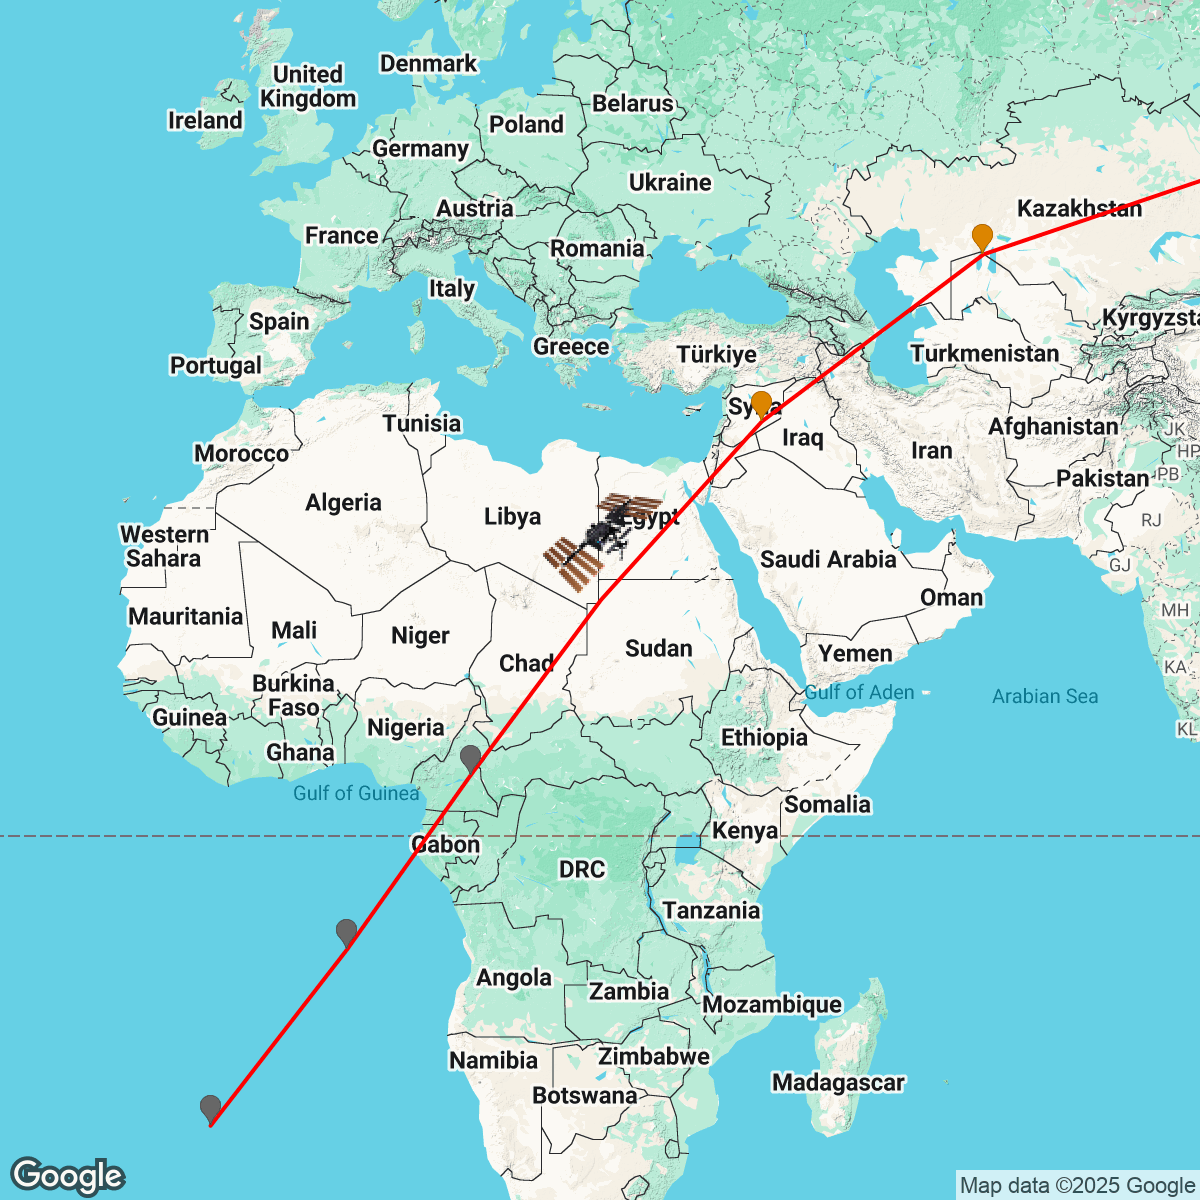 Denmark
United
Kingdom
Belarus
Ireland
Poland
Germany
Ukraine
Austria
Kazakhstan
France
Romania
Italy
Spain
Kyrgyzsta
Greece
Türkiye
Turkmenistan
Portugal
Syria
Tunisia
Afghanistan
JK
Iraq
Iran
HP
Morocco
Pakistan
PB
Algeria
Libya
Egypt
RJ
Western
Sahara
Saudi Arabia
GJ
Oman
MH
Mauritania
Mali
Niger
Sudan
Yemen
Chad
KA
Burkina
Faso
Gulf of Aden
Arabian Sea
Guinea
Nigeria
KL
Ethiopia
Ghana
Gulf of Guinea
Somalia
Kenya
Gabon
DRC
Tanzania
Angola
Zambia
Mozambique
Namibia
Zimbabwe
Madagascar
Botswana
Google
Map data ©2025 Google